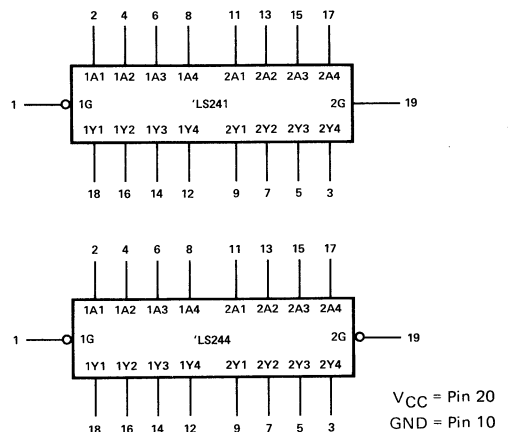 2 4 6 8 11 13 15 17
1A1 1A2 1A3 1A4 2A1 2A2 2A3 2A4
1 1G 'LS241 2G 19
1Y1 1Y2 1Y3 1Y4 2Y1 2Y2 2Y3 2Y4
18 16 14 12 9 7 5 3
2 4 6 8 11 13 15 17
1A1 1A2 1A3 1A4 2A1 2A2 2A3 2A4
1 1G 'LS244 2G 19
1Y1 1Y2 1Y3 1Y4 2Y1 2Y2 2Y3 2Y4
18 16 14 12 9 7 5 3
VCC = Pin 20
GND = Pin 10